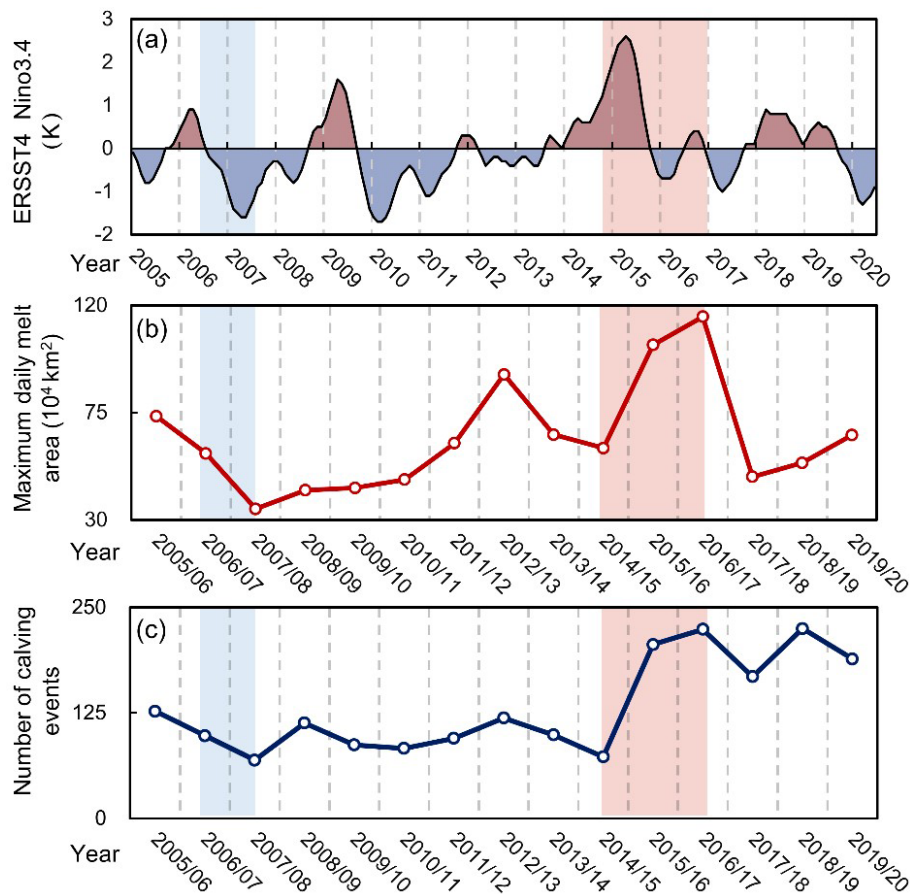 (a)
ERSST4 Nino3.4
(K)
3
2
1
0
-1
-2
Year
2005 2006 2007 2008 2009 2010 2011 2012 2013 2014 2015 2016 2017 2018 2019 2020
(b)
Maximum daily melt
area (10⁴ km²)
120
75
30
Year
2005/06 2006/07 2007/08 2008/09 2009/10 2010/11 2011/12 2012/13 2013/14 2014/15 2015/16 2016/17 2017/18 2018/19 2019/20
(c)
Number of calving
events
250
125
0
Year
2005/06 2006/07 2007/08 2008/09 2009/10 2010/11 2011/12 2012/13 2013/14 2014/15 2015/16 2016/17 2017/18 2018/19 2019/20